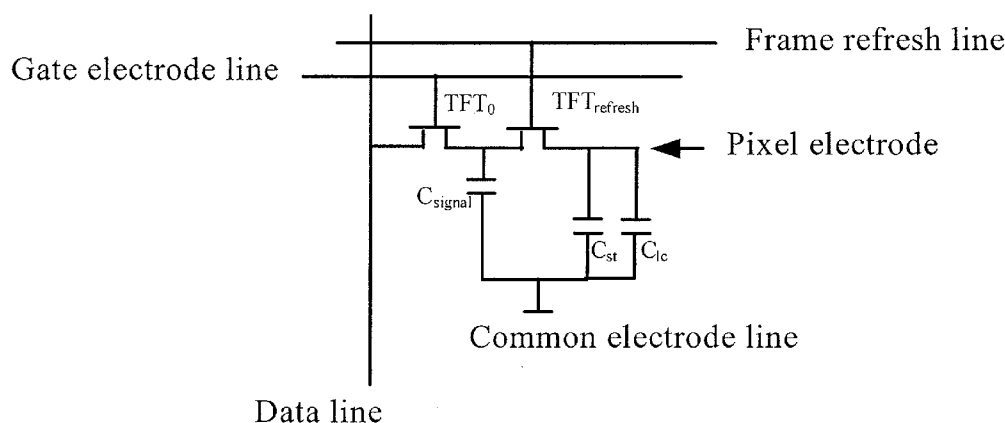 Frame refresh line
Gate electrode line
TFT0
TFTrefresh
Pixel electrode
Csignal
Cst
Clc
Common electrode line
Data line